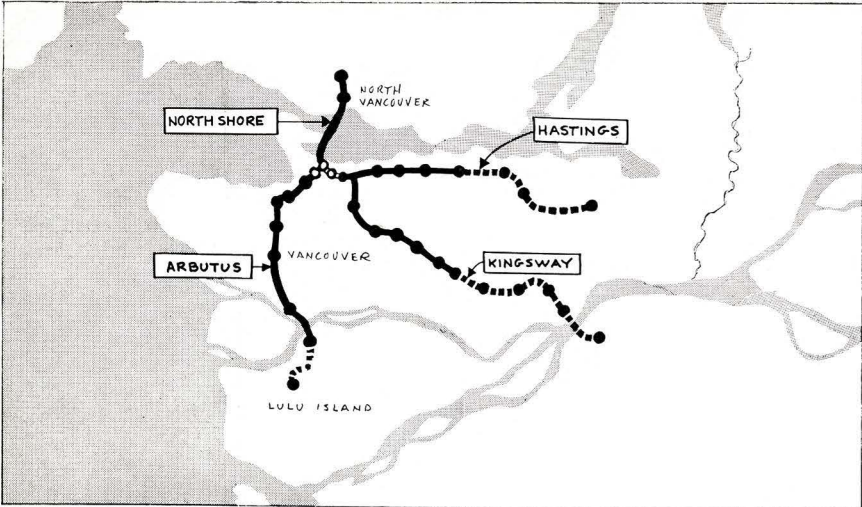 NORTH
VANCOUVER
NORTH SHORE
HASTINGS
VANCOUVER
ARBUTUS
KINGSWAY
LULU ISLAND